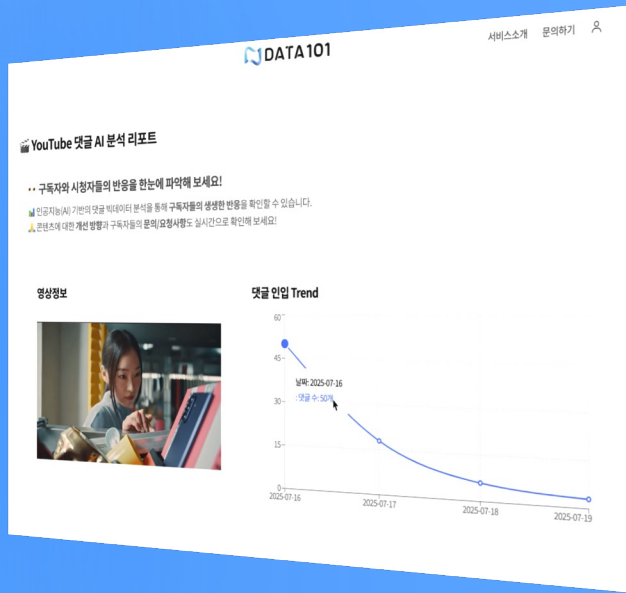 DATA101
서비스소개 문의하기
🎬 YouTube 댓글 AI 분석 리포트
👀 구독자와 시청자들의 반응을 한눈에 파악해 보세요!
📊 인공지능(AI) 기반의 댓글 빅데이터 분석을 통해 구독자들의 생생한 반응을 확인할 수 있습니다.
🙏 콘텐츠에 대한 개선 방향과 구독자들의 문의/요청사항도 실시간으로 확인해 보세요!
영상정보
댓글 인입 Trend
60
45
날짜: 2025-07-16
: 댓글 수: 50개
30
15
0
2025-07-16 2025-07-17 2025-07-18 2025-07-19